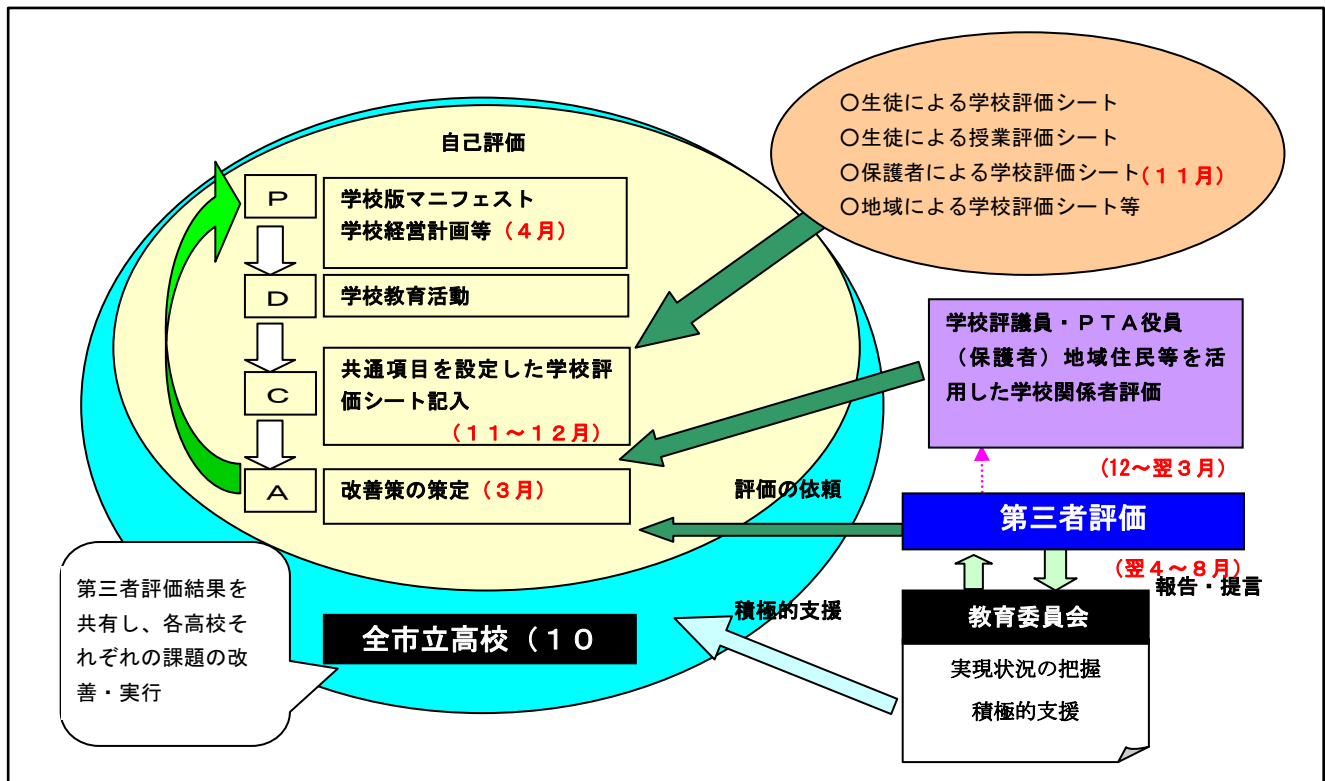 自己評価
P
学校版マニフェスト
学校経営計画等（４月）
D
学校教育活動
C
共通項目を設定した学校評
価シート記入
（１１～１２月）
A
改善策の策定（３月）
○生徒による学校評価シート
○生徒による授業評価シート
○保護者による学校評価シート（１１月）
○地域による学校評価シート等
学校評議員・ＰＴＡ役員
（保護者）地域住民等を活
用した学校関係者評価
（12～翌３月）
評価の依頼
第三者評価
（翌４～８月）
報告・提言
教育委員会
実現状況の把握
積極的支援
積極的支援
全市立高校（１０
第三者評価結果を
共有し、各高校そ
れぞれの課題の改
善・実行